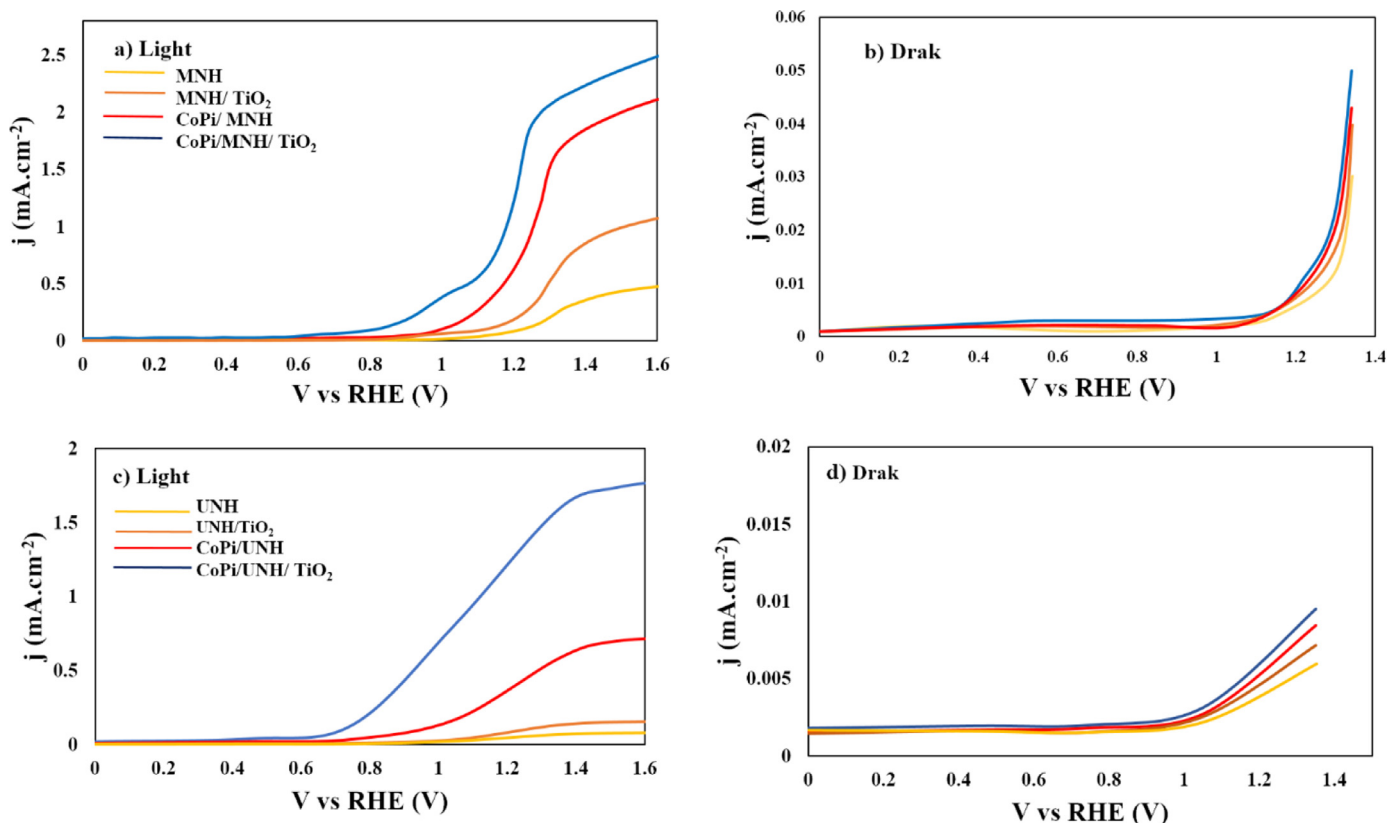 a) Light
MNH
MNH/ TiO₂
CoPi/ MNH
CoPi/MNH/ TiO₂
j (mA.cm⁻²)
2.5
2
1.5
1
0.5
0
0 0.2 0.4 0.6 0.8 1 1.2 1.4 1.6
V vs RHE (V)
b) Drak
j (mA.cm⁻²)
0.06
0.05
0.04
0.03
0.02
0.01
0
0 0.2 0.4 0.6 0.8 1 1.2 1.4
V vs RHE (V)
c) Light
UNH
UNH/TiO₂
CoPi/UNH
CoPi/UNH/ TiO₂
j (mA.cm⁻²)
2
1.5
1
0.5
0
0 0.2 0.4 0.6 0.8 1 1.2 1.4 1.6
V vs RHE (V)
d) Drak
j (mA.cm⁻²)
0.02
0.015
0.01
0.005
0
0 0.2 0.4 0.6 0.8 1 1.2 1.4
V vs RHE (V)